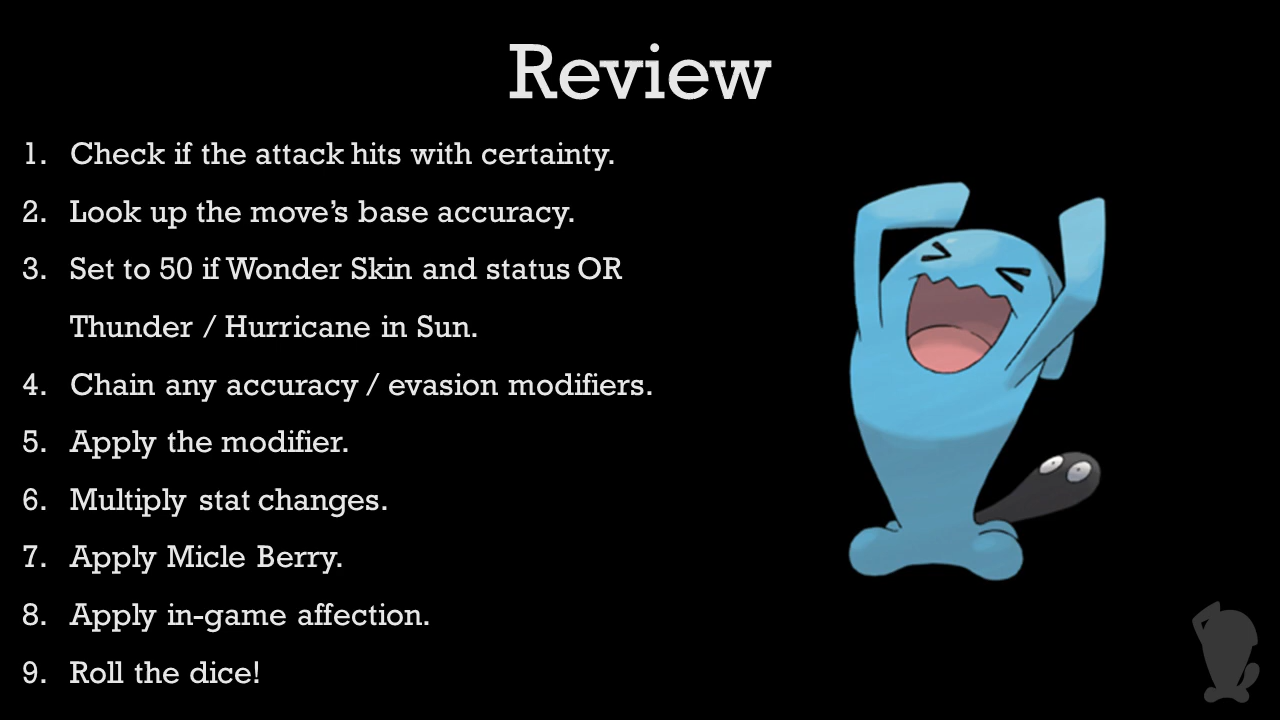 Review
1. Check if the attack hits with certainty.
2. Look up the move’s base accuracy.
3. Set to 50 if Wonder Skin and status OR
Thunder / Hurricane in Sun.
4. Chain any accuracy / evasion modifiers.
5. Apply the modifier.
6. Multiply stat changes.
7. Apply Micle Berry.
8. Apply in-game affection.
9. Roll the dice!